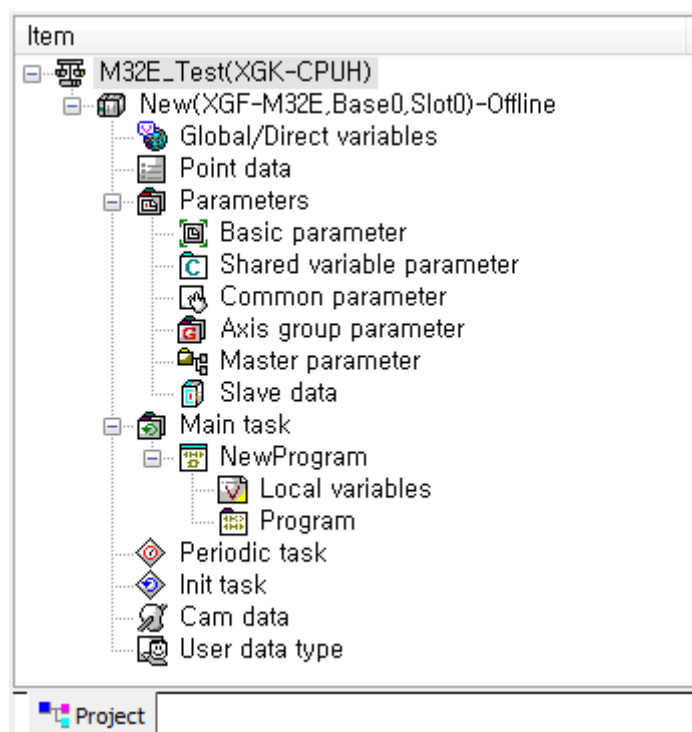 Item
M32E_Test(XGK-CPUH)
New(XGF-M32E,Base0,Slot0)-Offline
Global/Direct variables
Point data
Parameters
Basic parameter
Shared variable parameter
Common parameter
Axis group parameter
Master parameter
Slave data
Main task
NewProgram
Local variables
Program
Periodic task
Init task
Cam data
User data type
Project